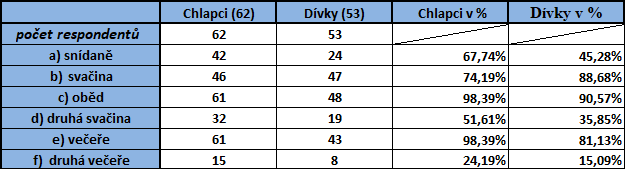 Chlapci (62) Dívky (53) Chlapci v % Dívky v %
počet respondentů 62 53
a) snídaně 42 24 67,74% 45,28%
b) svačina 46 47 74,19% 88,68%
c) oběd 61 48 98,39% 90,57%
d) druhá svačina 32 19 51,61% 35,85%
e) večeře 61 43 98,39% 81,13%
f) druhá večeře 15 8 24,19% 15,09%